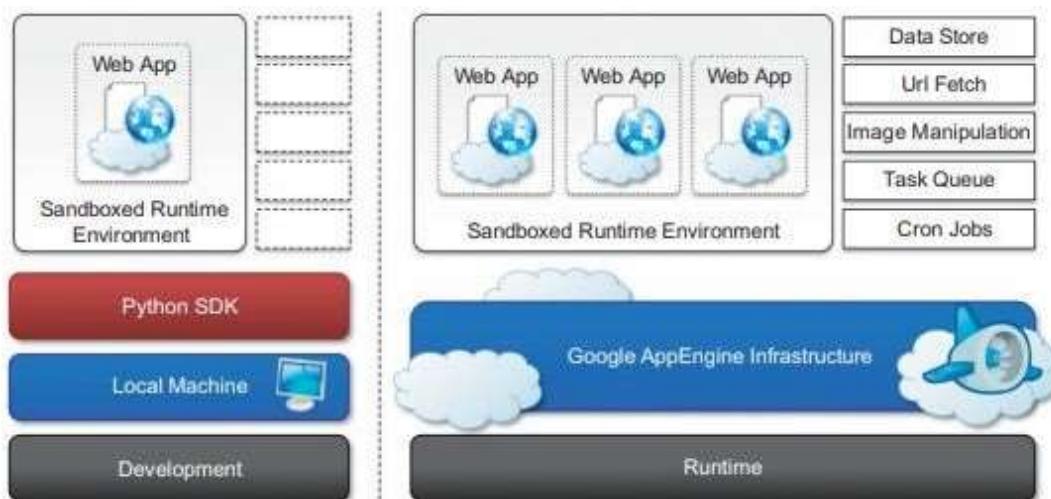 Web App
Sandboxed Runtime
Environment
Python SDK
Local Machine
Development
Web App
Web App
Web App
Sandboxed Runtime Environment
Data Store
Url Fetch
Image Manipulation
Task Queue
Cron Jobs
Google AppEngine Infrastructure
Runtime